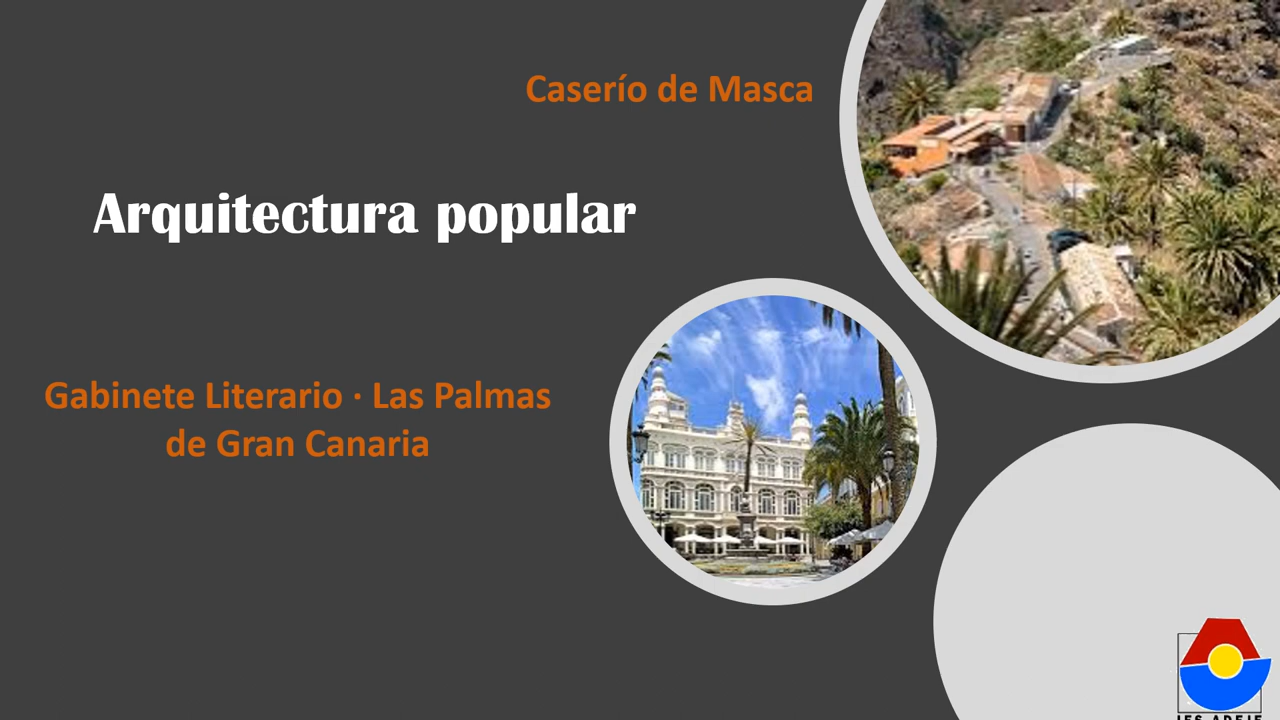 Caserío de Masca
Arquitectura popular
Gabinete Literario · Las Palmas
de Gran Canaria
IES ADEJE